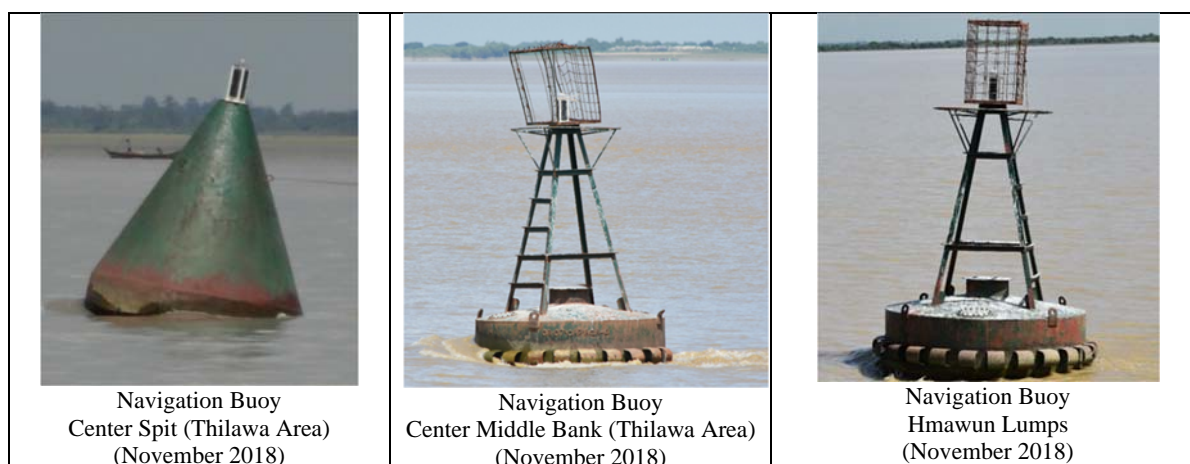 Navigation Buoy
Center Spit (Thilawa Area)
(November 2018)
Navigation Buoy
Center Middle Bank (Thilawa Area)
(November 2018)
Navigation Buoy
Hmawun Lumps
(November 2018)